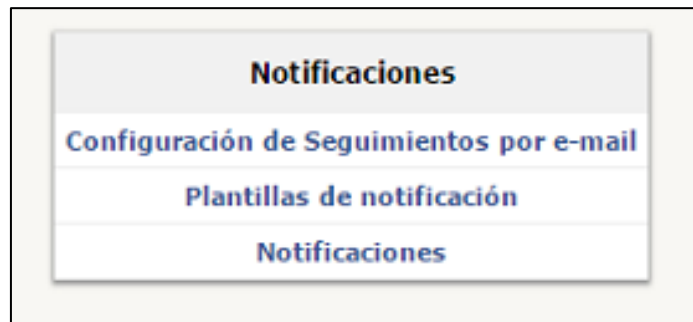 Notificaciones
Configuración de Seguimientos por e-mail
Plantillas de notificación
Notificaciones